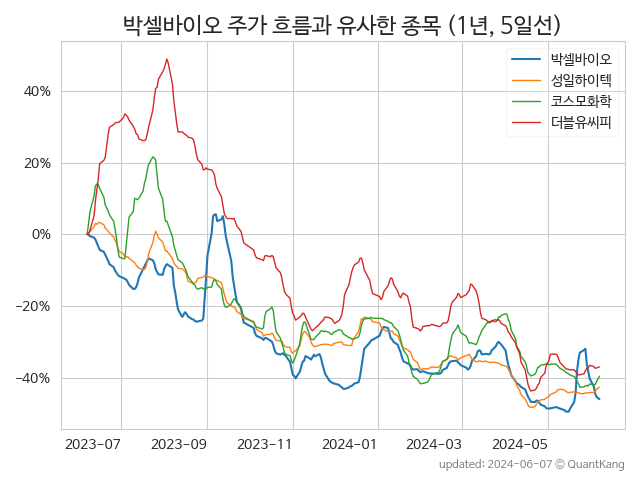 박셀바이오 주가 흐름과 유사한 종목 (1년, 5일선)
박셀바이오
성일하이텍
코스모화학
더블유씨피
40%
20%
0%
−20%
−40%
2023-07
2023-09
2023-11
2024-01
2024-03
2024-05
updated: 2024-06-07 © QuantKang